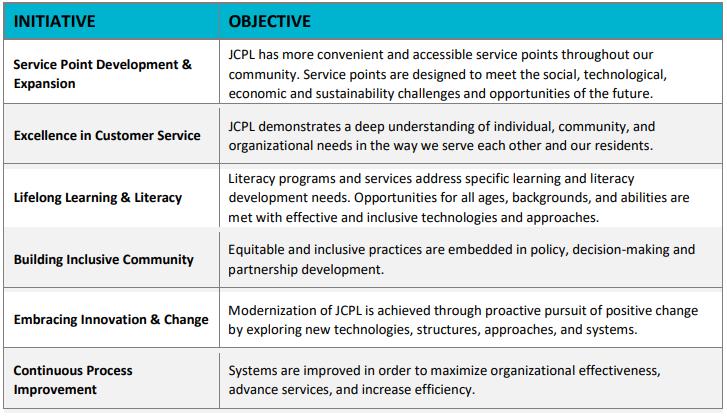 INITIATIVE OBJECTIVE
Service Point Development &
Expansion
JCPL has more convenient and accessible service points throughout our
community. Service points are designed to meet the social, technological,
economic and sustainability challenges and opportunities of the future.
Excellence in Customer Service
JCPL demonstrates a deep understanding of individual, community, and
organizational needs in the way we serve each other and our residents.
Lifelong Learning & Literacy
Literacy programs and services address specific learning and literacy
development needs. Opportunities for all ages, backgrounds, and abilities are
met with effective and inclusive technologies and approaches.
Building Inclusive Community
Equitable and inclusive practices are embedded in policy, decision-making and
partnership development.
Embracing Innovation & Change
Modernization of JCPL is achieved through proactive pursuit of positive change
by exploring new technologies, structures, approaches, and systems.
Continuous Process
Improvement
Systems are improved in order to maximize organizational effectiveness,
advance services, and increase efficiency.